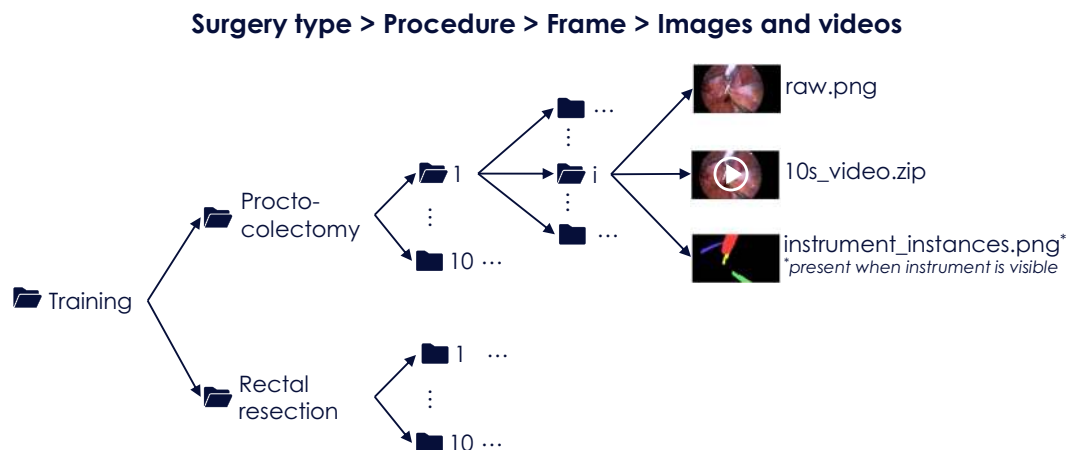 Surgery type > Procedure > Frame > Images and videos
raw.png
...
⋮
1
i
10s_video.zip
Procto-
colectomy
⋮
⋮
...
instrument_instances.png*
*present when instrument is visible
10 ...
Training
1 ...
Rectal
resection
⋮
10 ...